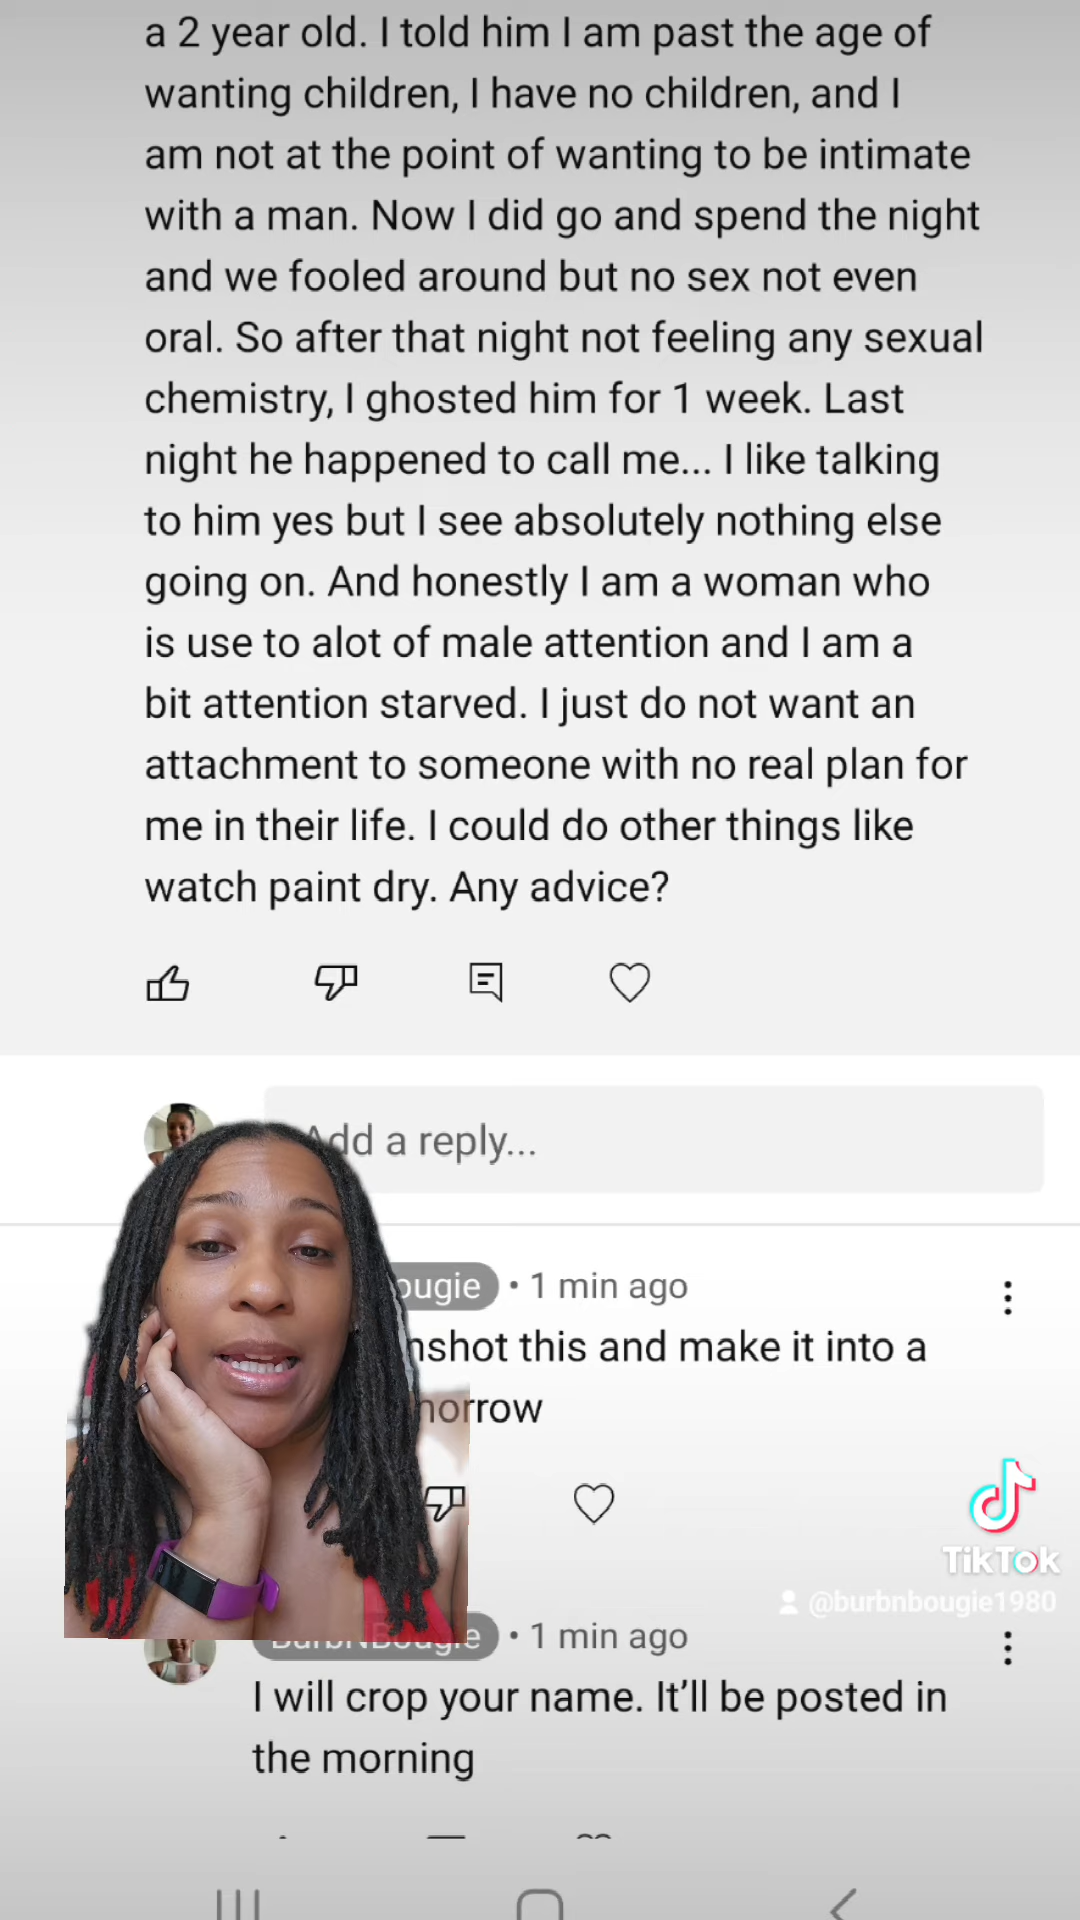 a 2 year old. I told him I am past the age of
wanting children, I have no children, and I
am not at the point of wanting to be intimate
with a man. Now I did go and spend the night
and we fooled around but no sex not even
oral. So after that night not feeling any sexual
chemistry, I ghosted him for 1 week. Last
night he happened to call me... I like talking
to him yes but I see absolutely nothing else
going on. And honestly I am a woman who
is use to alot of male attention and I am a
bit attention starved. I just do not want an
attachment to someone with no real plan for
me in their life. I could do other things like
watch paint dry. Any advice?
Add a reply...
ougie • 1 min ago
nshot this and make it into a
morrow
TikTok
@burbnbougie1980
BurbNBougie • 1 min ago
I will crop your name. It'll be posted in
the morning